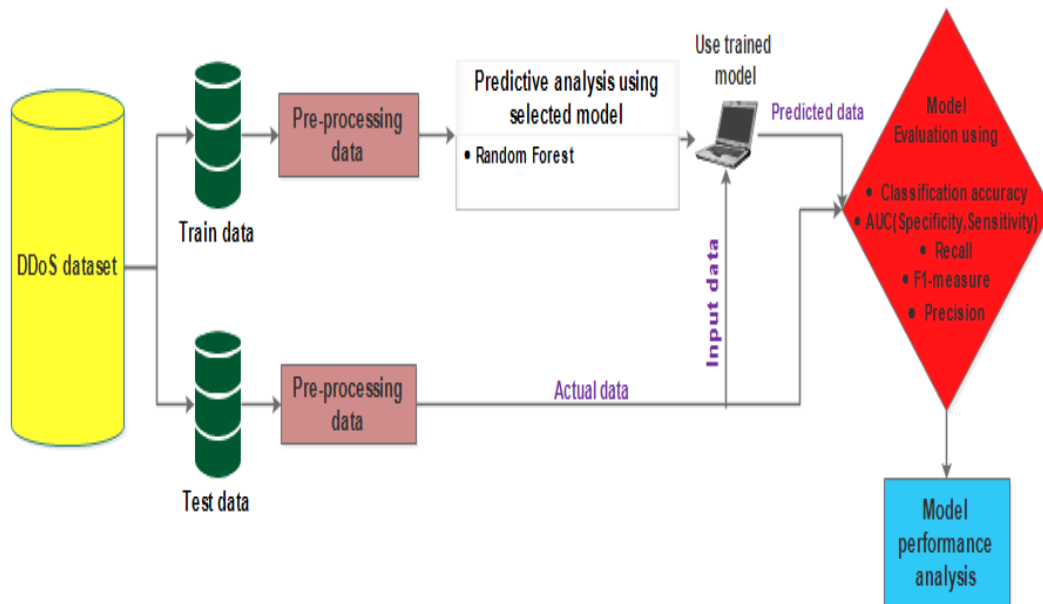 DDoS dataset
Train data
Pre-processing
data
Predictive analysis using
selected model
• Random Forest
Use trained
model
Predicted data
Input data
Test data
Pre-processing
data
Actual data
Model
Evaluation using
• Classification accuracy
• AUC(Specificity,Sensitivity)
• Recall
• F1-measure
• Precision
Model
performance
analysis